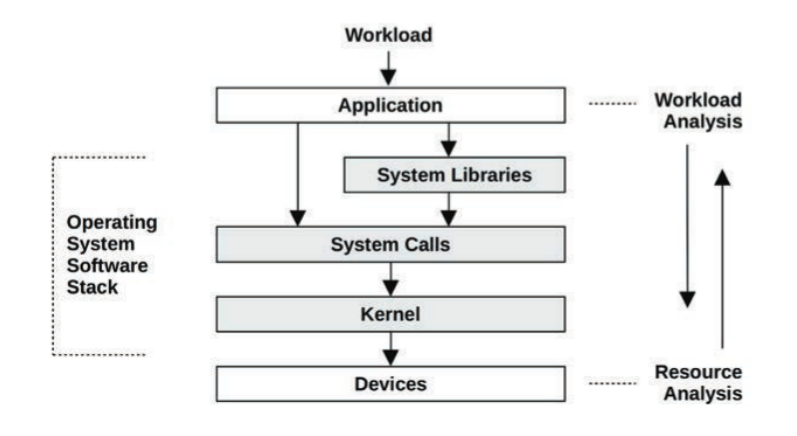 Workload
Application
Workload
Analysis
System Libraries
Operating
System
Software
Stack
System Calls
Kernel
Devices
Resource
Analysis